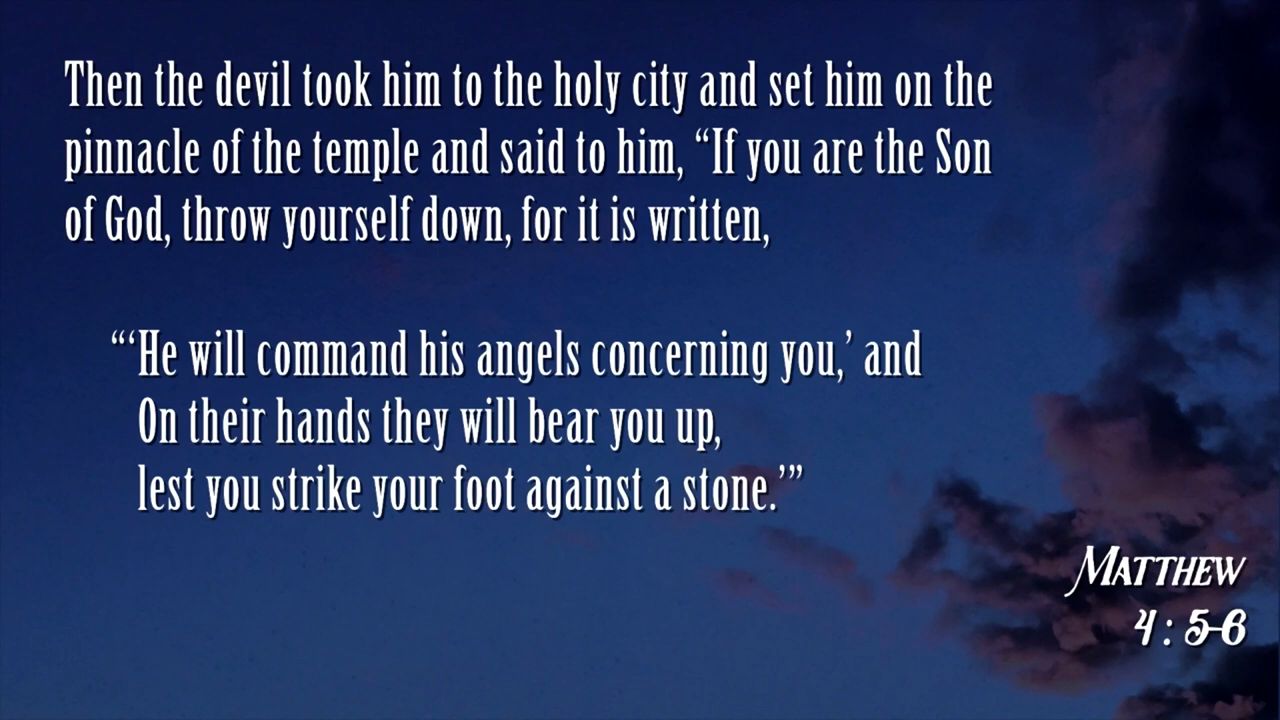 Then the devil took him to the holy city and set him on the
pinnacle of the temple and said to him, “If you are the Son
of God, throw yourself down, for it is written,
“‘He will command his angels concerning you,’ and
On their hands they will bear you up,
lest you strike your foot against a stone.’”
Matthew
4 : 5-6